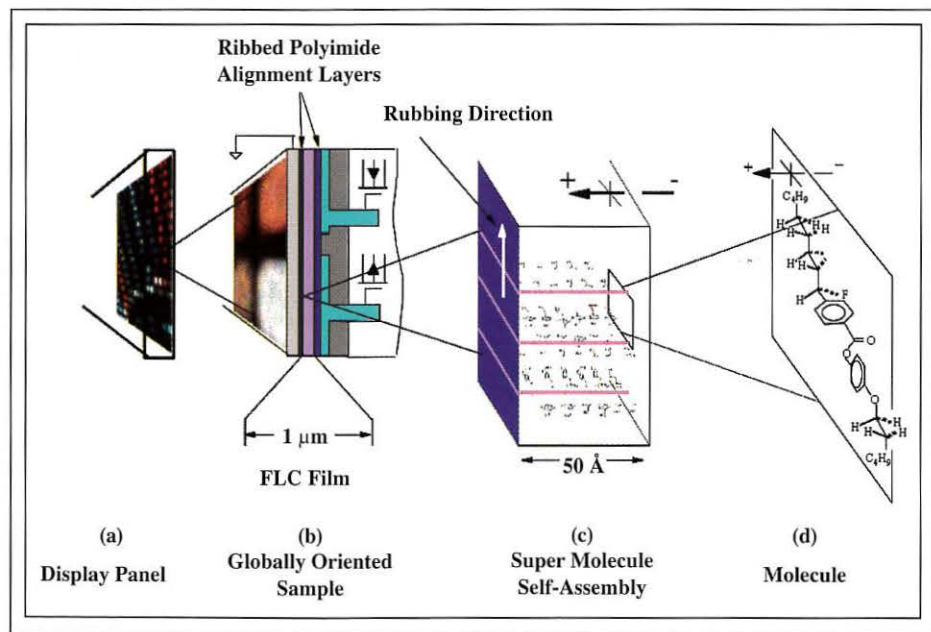 Ribbed Polyimide
Alignment Layers
Rubbing Direction
+ −
+ −
C₄H₉
H H H
H H
H H
H F
O
O
O
H H H H
C₄H₉
1 μm
FLC Film
50 Å
(a)
Display Panel
(b)
Globally Oriented
Sample
(c)
Super Molecule
Self-Assembly
(d)
Molecule